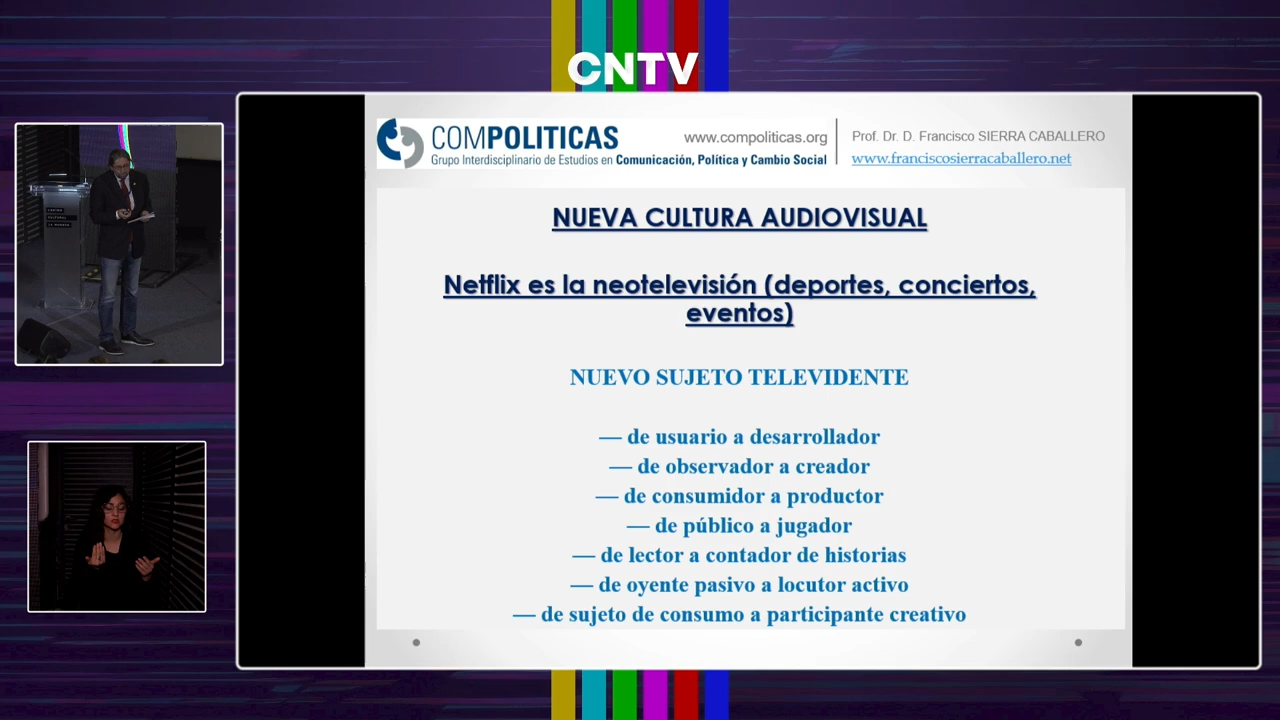 CNTV
COMPOLITICAS
www.compoliticas.org
Grupo Interdisciplinario de Estudios en Comunicación, Política y Cambio Social
Prof. Dr. D. Francisco SIERRA CABALLERO
www.franciscosierracaballero.net
NUEVA CULTURA AUDIOVISUAL
Netflix es la neotelevisión (deportes, conciertos,
eventos)
NUEVO SUJETO TELEVIDENTE
— de usuario a desarrollador
— de observador a creador
— de consumidor a productor
— de público a jugador
— de lector a contador de historias
— de oyente pasivo a locutor activo
— de sujeto de consumo a participante creativo